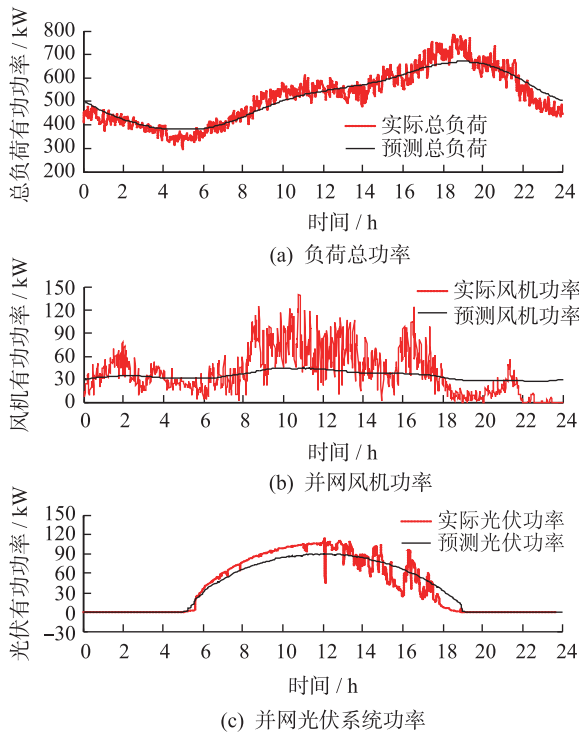 总负荷有功功率 / kW
800
700
600
500
400
300
200
实际总负荷
预测总负荷
0 2 4 6 8 10 12 14 16 18 20 22 24
时间 / h
(a) 负荷总功率
风机有功功率 / kW
150
120
90
60
30
0
实际风机功率
预测风机功率
0 2 4 6 8 10 12 14 16 18 20 22 24
时间 / h
(b) 并网风机功率
光伏有功功率 / kW
150
120
90
60
30
0
-30
实际光伏功率
预测光伏功率
0 2 4 6 8 10 12 14 16 18 20 22 24
时间 / h
(c) 并网光伏系统功率